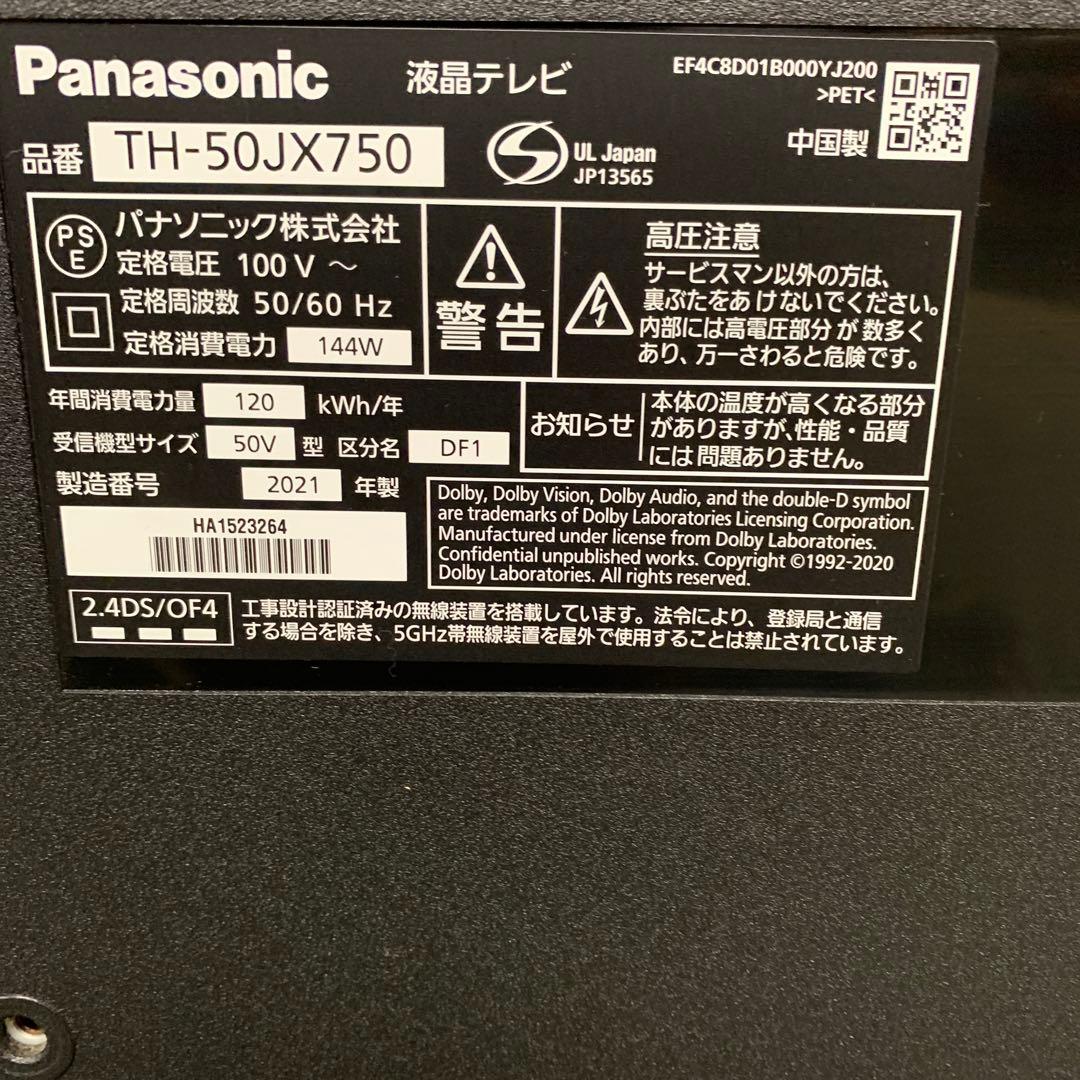 Panasonic
液晶テレビ
EF4C8D01B000YJ200
>PET<
中国製
品番 TH-50JX750
UL Japan
JP13565
PSE
パナソニック株式会社
定格電圧 100 V ～
定格周波数 50/60 Hz
定格消費電力 144W
警告
高圧注意
サービスマン以外の方は、
裏ぶたをあけないでください。
内部には高電圧部分が数多く
あり、万一さわると危険です。
年間消費電力量 120 kWh/年
受信機型サイズ 50V 型 区分名 DF1
製造番号 2021 年製
HA1523264
お知らせ
本体の温度が高くなる部分
がありますが、性能・品質
には問題ありません。
Dolby, Dolby Vision, Dolby Audio, and the double-D symbol
are trademarks of Dolby Laboratories Licensing Corporation.
Manufactured under license from Dolby Laboratories.
Confidential unpublished works. Copyright ©1992-2020
Dolby Laboratories. All rights reserved.
2.4DS/OF4
工事設計認証済みの無線装置を搭載しています。法令により、登録局と通信
する場合を除き、5GHz帯無線装置を屋外で使用することは禁止されています。